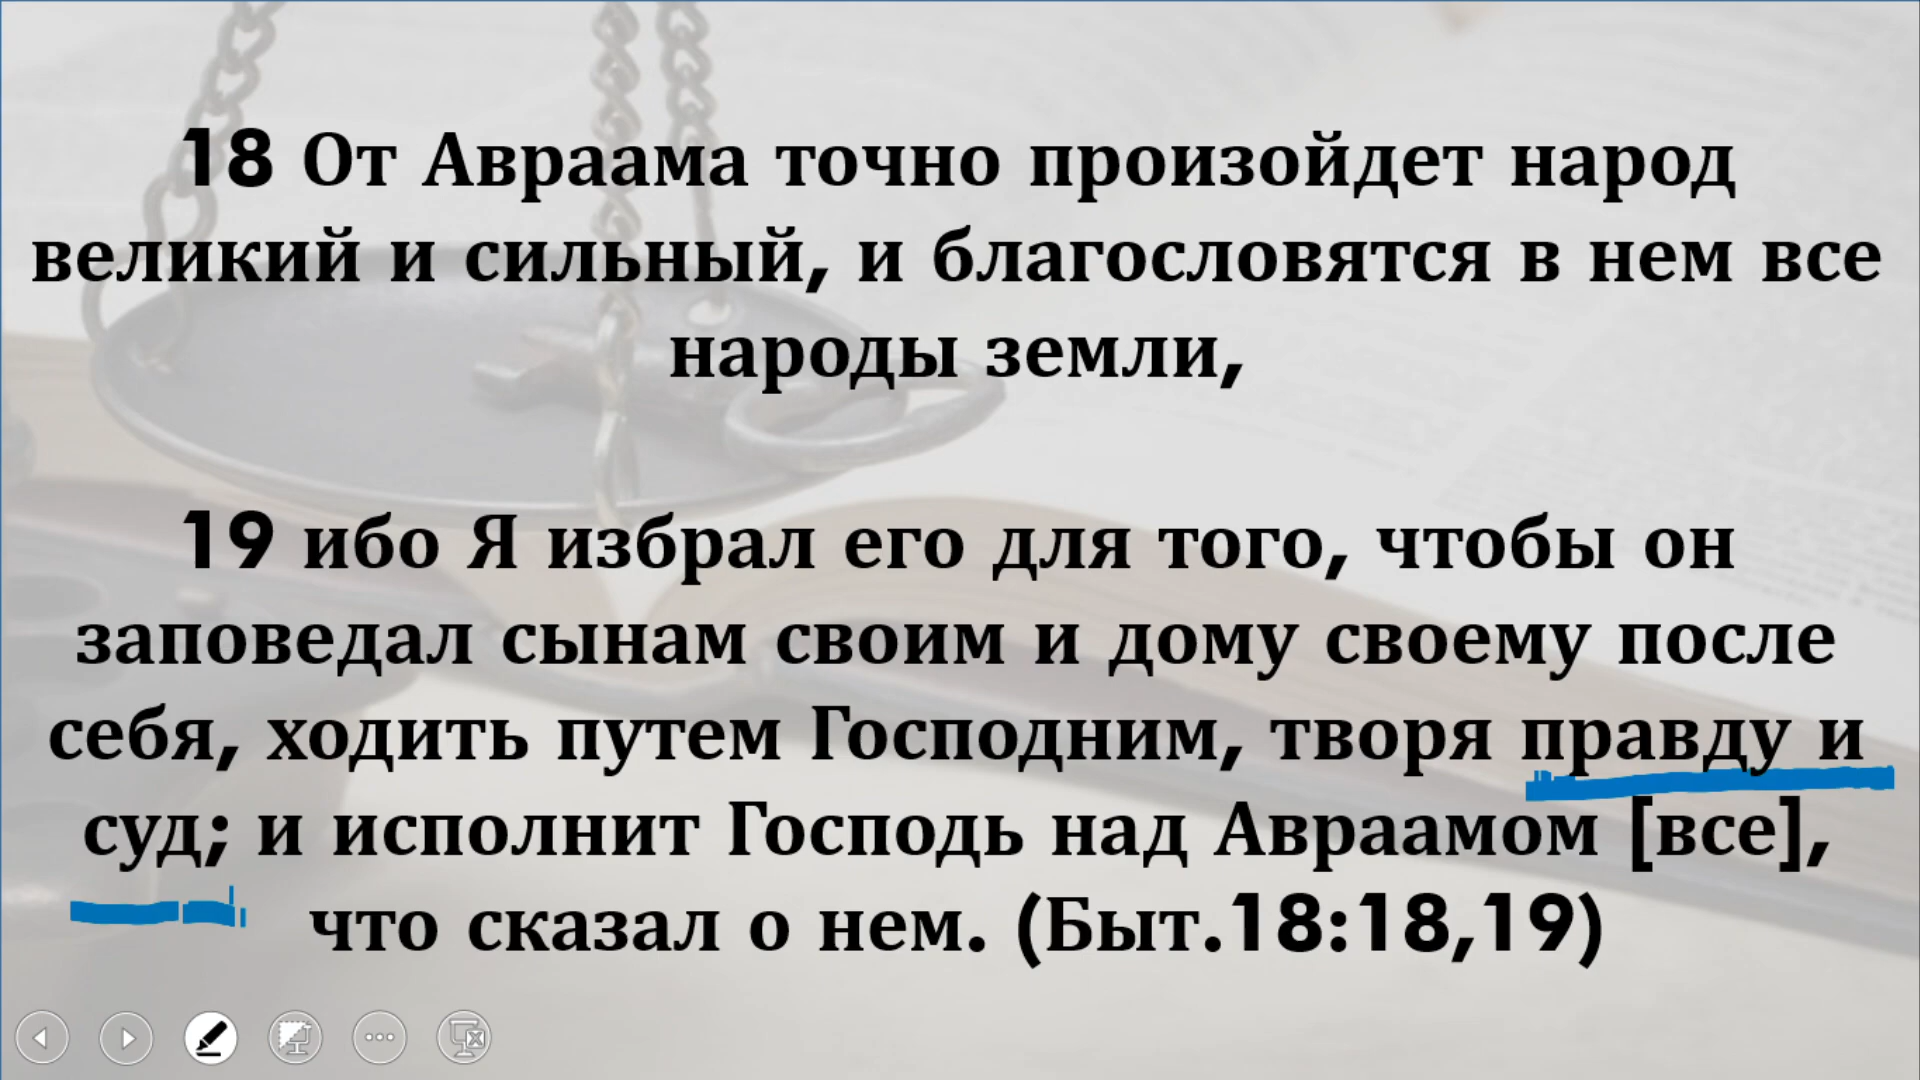 18 От Авраама точно произойдет народ
великий и сильный, и благословятся в нем все
народы земли,
19 ибо Я избрал его для того, чтобы он
заповедал сынам своим и дому своему после
себя, ходить путем Господним, творя правду и
суд; и исполнит Господь над Авраамом [все],
что сказал о нем. (Быт.18:18,19)